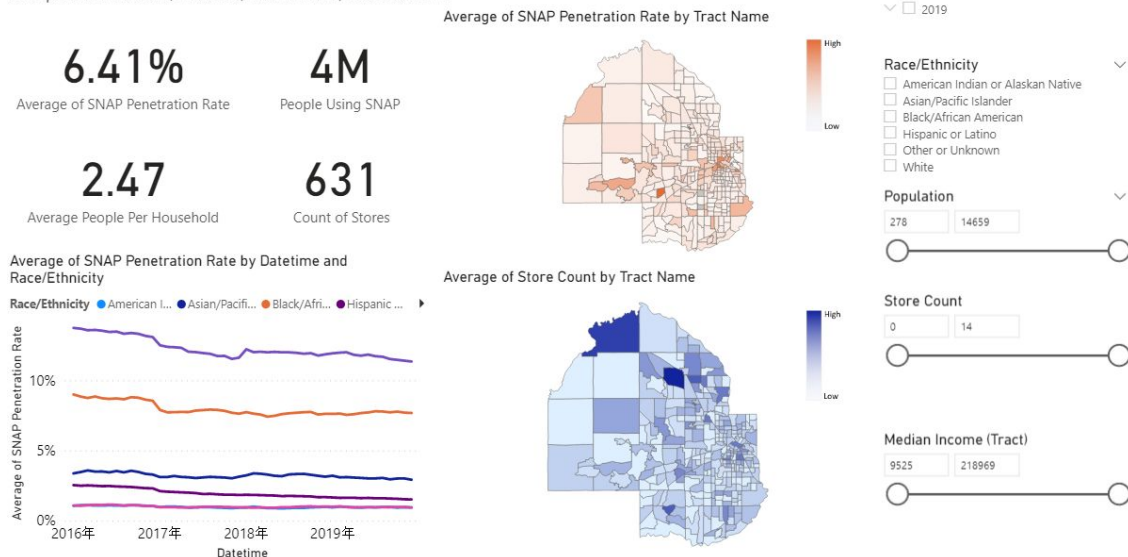 6.41%
Average of SNAP Penetration Rate
4M
People Using SNAP
2.47
Average People Per Household
631
Count of Stores
Average of SNAP Penetration Rate by Datetime and
Race/Ethnicity
Race/Ethnicity American I... Asian/Pacifi... Black/Afri... Hispanic ...
Average of SNAP Penetration Rate
10%
5%
0%
2016年 2017年 2018年 2019年
Datetime
Average of SNAP Penetration Rate by Tract Name
High
Low
Average of Store Count by Tract Name
High
Low
2019
Race/Ethnicity
American Indian or Alaskan Native
Asian/Pacific Islander
Black/African American
Hispanic or Latino
Other or Unknown
White
Population
278 14659
Store Count
0 14
Median Income (Tract)
9525 218969